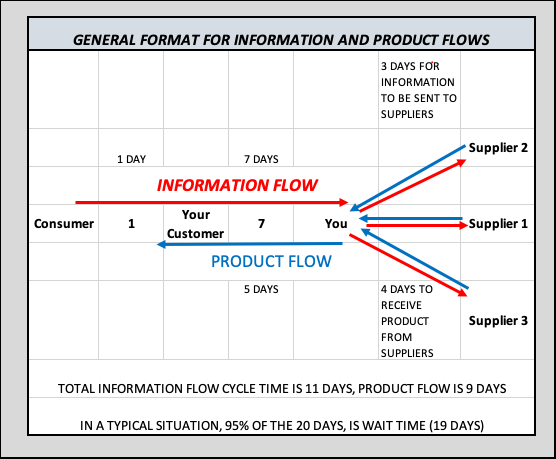 GENERAL FORMAT FOR INFORMATION AND PRODUCT FLOWS
3 DAYS FOR
INFORMATION
TO BE SENT TO
SUPPLIERS
Supplier 2
1 DAY
7 DAYS
INFORMATION FLOW
Consumer
1
Your
Customer
7
You
Supplier 1
PRODUCT FLOW
5 DAYS
4 DAYS TO
RECEIVE
PRODUCT
FROM
SUPPLIERS
Supplier 3
TOTAL INFORMATION FLOW CYCLE TIME IS 11 DAYS, PRODUCT FLOW IS 9 DAYS
IN A TYPICAL SITUATION, 95% OF THE 20 DAYS, IS WAIT TIME (19 DAYS)